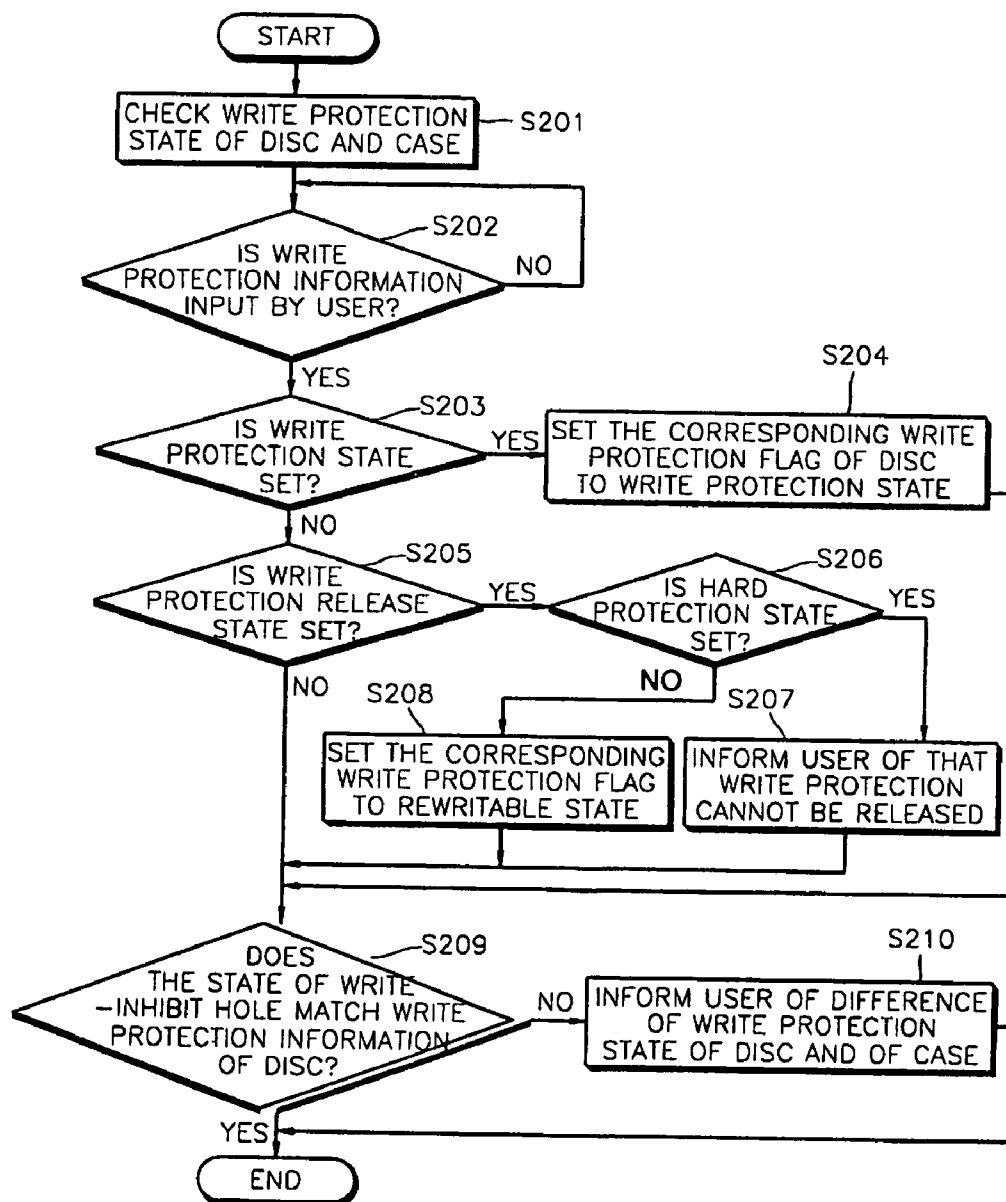 START
CHECK WRITE PROTECTION
STATE OF DISC AND CASE
S201
S202
IS WRITE
PROTECTION INFORMATION
INPUT BY USER?
NO
YES
S203
IS WRITE
PROTECTION STATE
SET?
YES
NO
S204
SET THE CORRESPONDING WRITE
PROTECTION FLAG OF DISC
TO WRITE PROTECTION STATE
S205
IS WRITE
PROTECTION RELEASE
STATE SET?
YES
NO
S206
IS HARD
PROTECTION STATE
SET?
YES
NO
S208
SET THE CORRESPONDING
WRITE PROTECTION FLAG
TO REWRITABLE STATE
S207
INFORM USER OF THAT
WRITE PROTECTION
CANNOT BE RELEASED
S209
DOES
THE STATE OF WRITE
-INHIBIT HOLE MATCH WRITE
PROTECTION INFORMATION
OF DISC?
NO
YES
S210
INFORM USER OF DIFFERENCE
OF WRITE PROTECTION
STATE OF DISC AND OF CASE
END